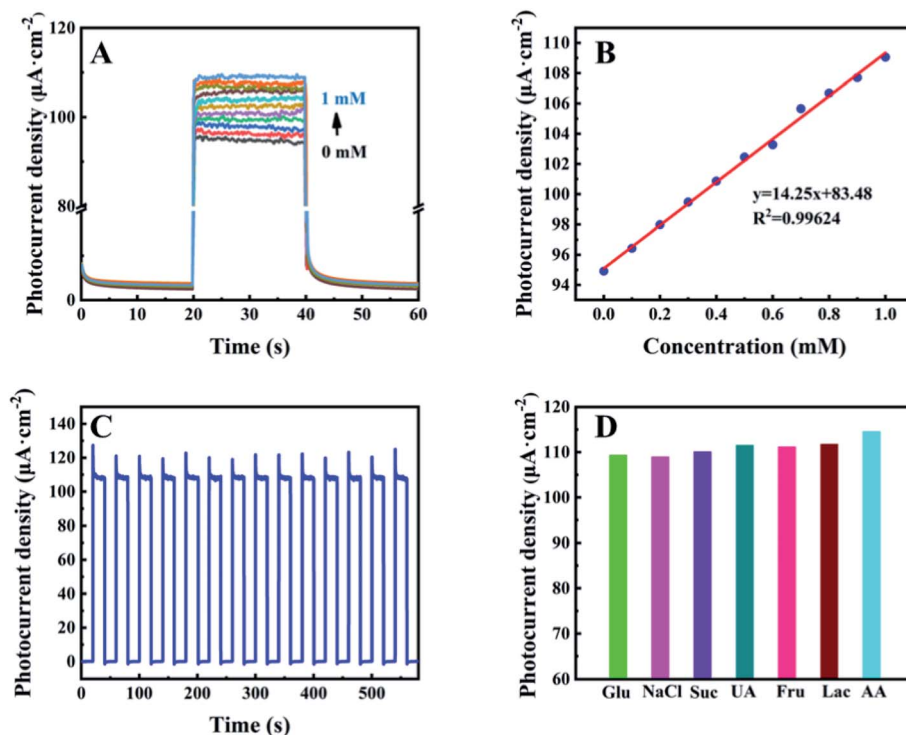 A
Photocurrent density (μA·cm⁻²)
120
100
80
0
1 mM
0 mM
0 10 20 30 40 50 60
Time (s)
B
Photocurrent density (μA·cm⁻²)
110
108
106
104
102
100
98
96
94
y=14.25x+83.48
R²=0.99624
0.0 0.2 0.4 0.6 0.8 1.0
Concentration (mM)
C
Photocurrent density (μA·cm⁻²)
140
120
100
80
60
40
20
0
0 100 200 300 400 500
Time (s)
D
Photocurrent density (μA·cm⁻²)
120
110
100
90
80
70
60
Glu NaCl Suc UA Fru Lac AA